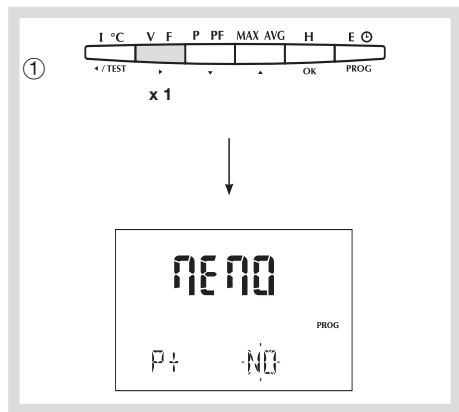 I °C V F P PF MAX AVG H E
①
◂ / TEST ▸ ▾ ▴ OK PROG
x 1
MEMO
PROG
P+ NO